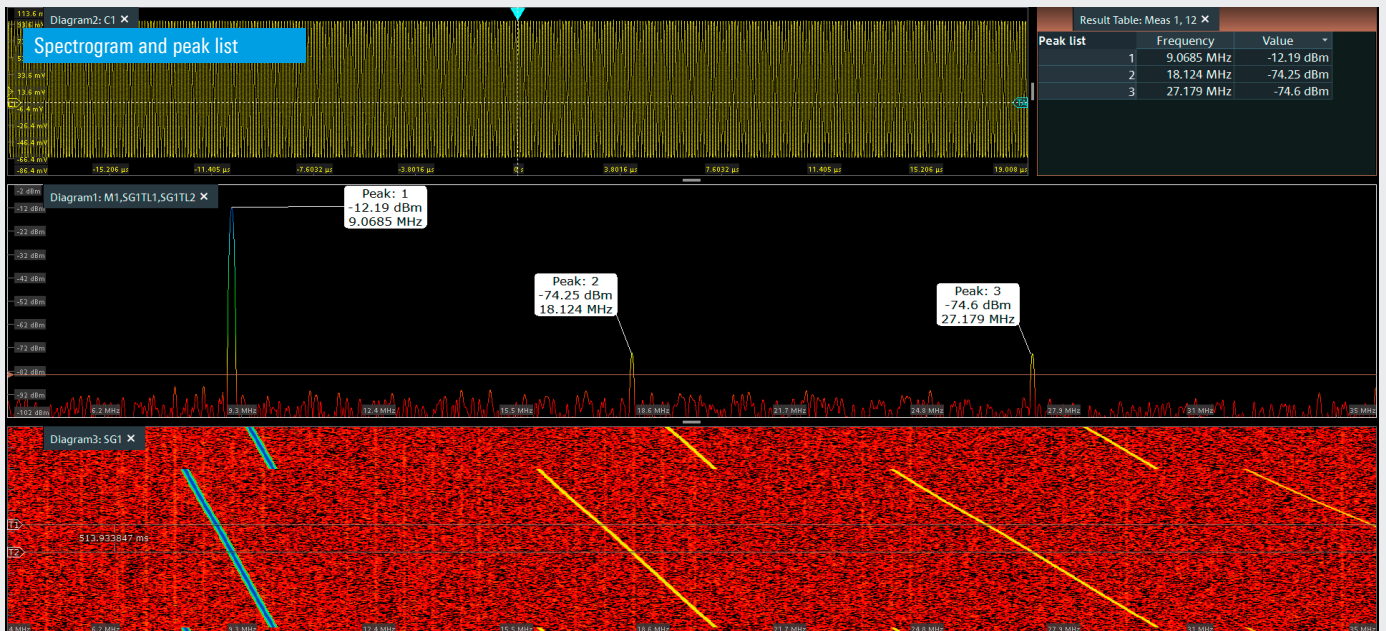 113.6 m
Diagram2: C1 ×
Spectrogram and peak list
33.6 mV
13.6 mV
-6.4 mV
-26.4 mV
-46.4 mV
-66.4 mV
-86.4 mV
-15.206 µs
-11.405 µs
-7.6032 µs
-3.8016 µs
0 s
3.8016 µs
7.6032 µs
11.405 µs
15.206 µs
19.008 µs
Result Table: Meas 1, 12 ×
Peak list Frequency Value
1 9.0685 MHz -12.19 dBm
2 18.124 MHz -74.25 dBm
3 27.179 MHz -74.6 dBm
-2 dBm
Diagram1: M1,SG1TL1,SG1TL2 ×
-12 dBm
-22 dBm
-32 dBm
-42 dBm
-52 dBm
-62 dBm
-72 dBm
-82 dBm
-92 dBm
-102 dBm
Peak: 1
-12.19 dBm
9.0685 MHz
Peak: 2
-74.25 dBm
18.124 MHz
Peak: 3
-74.6 dBm
27.179 MHz
6.2 MHz
9.3 MHz
12.4 MHz
15.5 MHz
18.6 MHz
21.7 MHz
24.8 MHz
27.9 MHz
31 MHz
35 MHz
Diagram3: SG1 ×
T1
513.933847 ms
T2
4 MHz
6.2 MHz
9.3 MHz
12.4 MHz
15.5 MHz
18.6 MHz
21.7 MHz
24.8 MHz
27.9 MHz
31 MHz
35 MHz